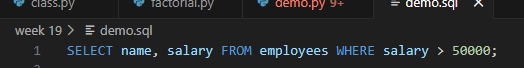 class.py factorial.py demo.py 9+ demo.sql
week 19 > demo.sql
1 SELECT name, salary FROM employees WHERE salary > 50000;
2